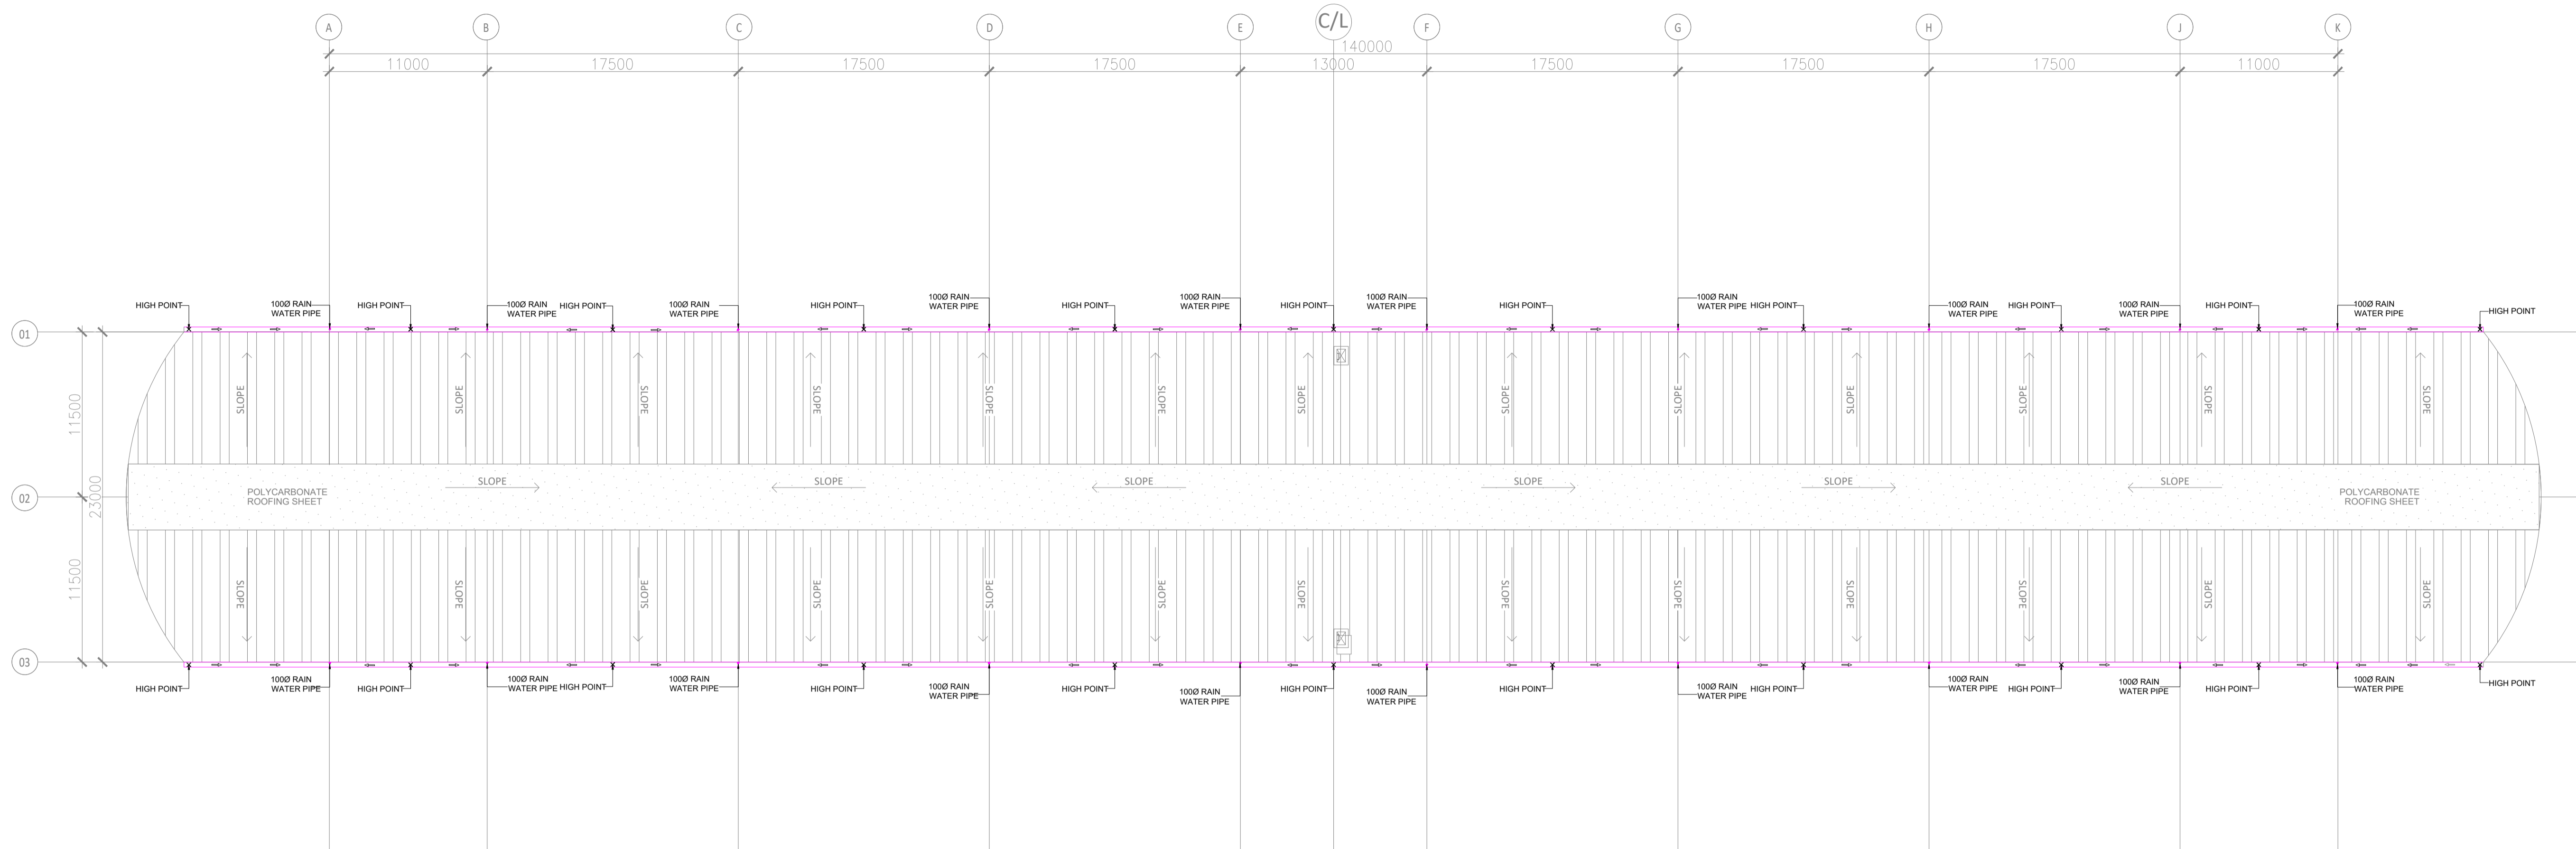 A
B
C
D
E
C/L
F
G
H
J
K
140000
11000
17500
17500
17500
13000
17500
17500
17500
11000
HIGH POINT
100Ø RAIN
WATER PIPE
HIGH POINT
100Ø RAIN
WATER PIPE
HIGH POINT
100Ø RAIN
WATER PIPE
HIGH POINT
100Ø RAIN
WATER PIPE
HIGH POINT
100Ø RAIN
WATER PIPE
HIGH POINT
100Ø RAIN
WATER PIPE
HIGH POINT
100Ø RAIN
WATER PIPE
HIGH POINT
100Ø RAIN
WATER PIPE
HIGH POINT
100Ø RAIN
WATER PIPE
HIGH POINT
100Ø RAIN
WATER PIPE
HIGH POINT
01
11500
SLOPE
SLOPE
SLOPE
SLOPE
SLOPE
SLOPE
SLOPE
SLOPE
SLOPE
SLOPE
SLOPE
SLOPE
SLOPE
02
23000
POLYCARBONATE
ROOFING SHEET
SLOPE
SLOPE
SLOPE
SLOPE
SLOPE
SLOPE
POLYCARBONATE
ROOFING SHEET
11500
SLOPE
SLOPE
SLOPE
SLOPE
SLOPE
SLOPE
SLOPE
SLOPE
SLOPE
SLOPE
SLOPE
SLOPE
SLOPE
03
HIGH POINT
100Ø RAIN
WATER PIPE
HIGH POINT
100Ø RAIN
WATER PIPE
HIGH POINT
100Ø RAIN
WATER PIPE
HIGH POINT
100Ø RAIN
WATER PIPE
HIGH POINT
100Ø RAIN
WATER PIPE
HIGH POINT
100Ø RAIN
WATER PIPE
HIGH POINT
100Ø RAIN
WATER PIPE
HIGH POINT
100Ø RAIN
WATER PIPE
HIGH POINT
100Ø RAIN
WATER PIPE
HIGH POINT
100Ø RAIN
WATER PIPE
HIGH POINT